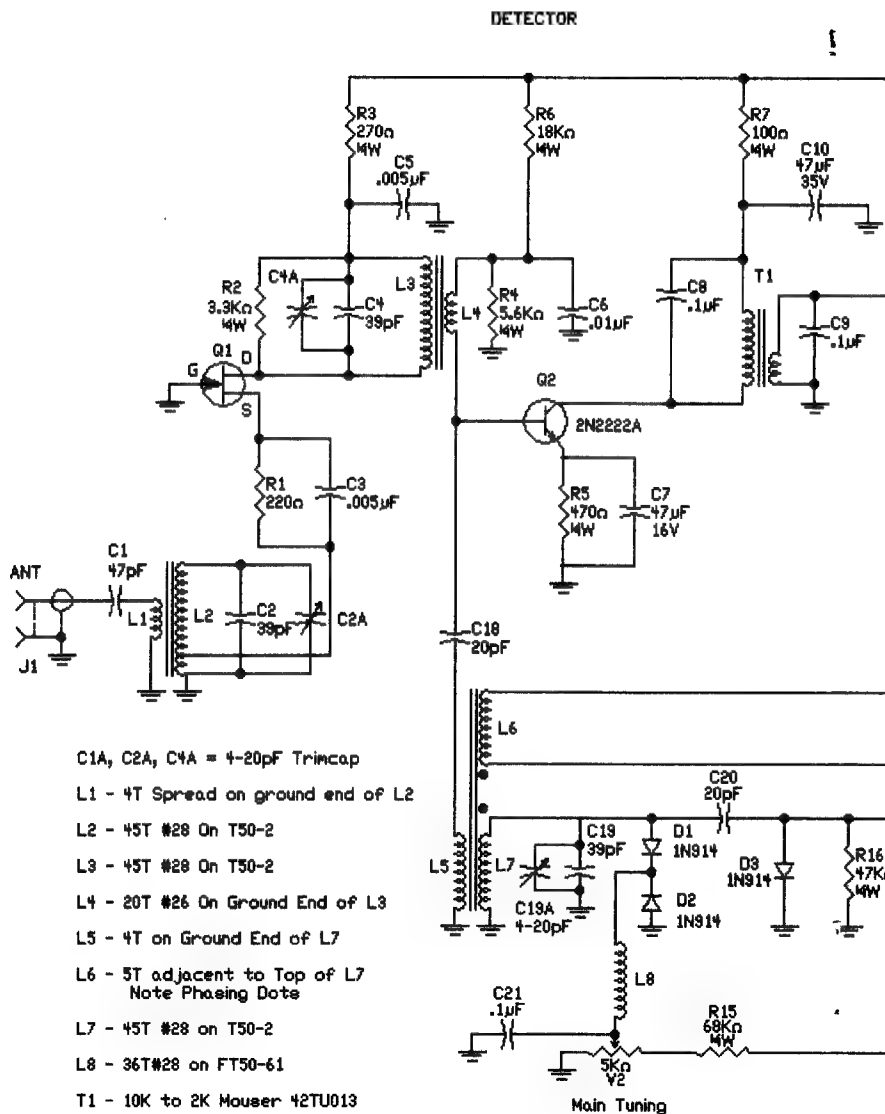 DETECTOR
R3
270Ω
¼W
R6
18KΩ
¼W
R7
100Ω
¼W
C5
.005µF
C10
47µF
35V
R2
3.3KΩ
¼W
C4A
C4
39pF
L3
L4
R4
5.6KΩ
¼W
C6
.01µF
C8
.1µF
T1
C9
.1µF
Q1
G
D
S
Q2
2N2222A
R1
220Ω
C3
.005µF
R5
470Ω
¼W
C7
47µF
16V
ANT
J1
C1
47pF
L1
L2
C2
39pF
C2A
C18
20pF
L6
C1A, C2A, C4A = 4-20pF Trimcap
L1 - 4T Spread on ground end of L2
L2 - 45T #28 On T50-2
L3 - 45T #28 On T50-2
L4 - 20T #26 On Ground End of L3
L5 - 4T on Ground End of L7
L6 - 5T adjacent to Top of L7
Note Phasing Dots
L7 - 45T #28 on T50-2
L8 - 36T#28 on FT50-61
T1 - 10K to 2K Mouser 42TU013
L5
L7
C19
39pF
C19A
4-20pF
D1
1N914
D2
1N914
C20
20pF
D3
1N914
R16
47K
¼W
L8
C21
.1µF
R15
68KΩ
¼W
5KΩ
V2
Main Tuning